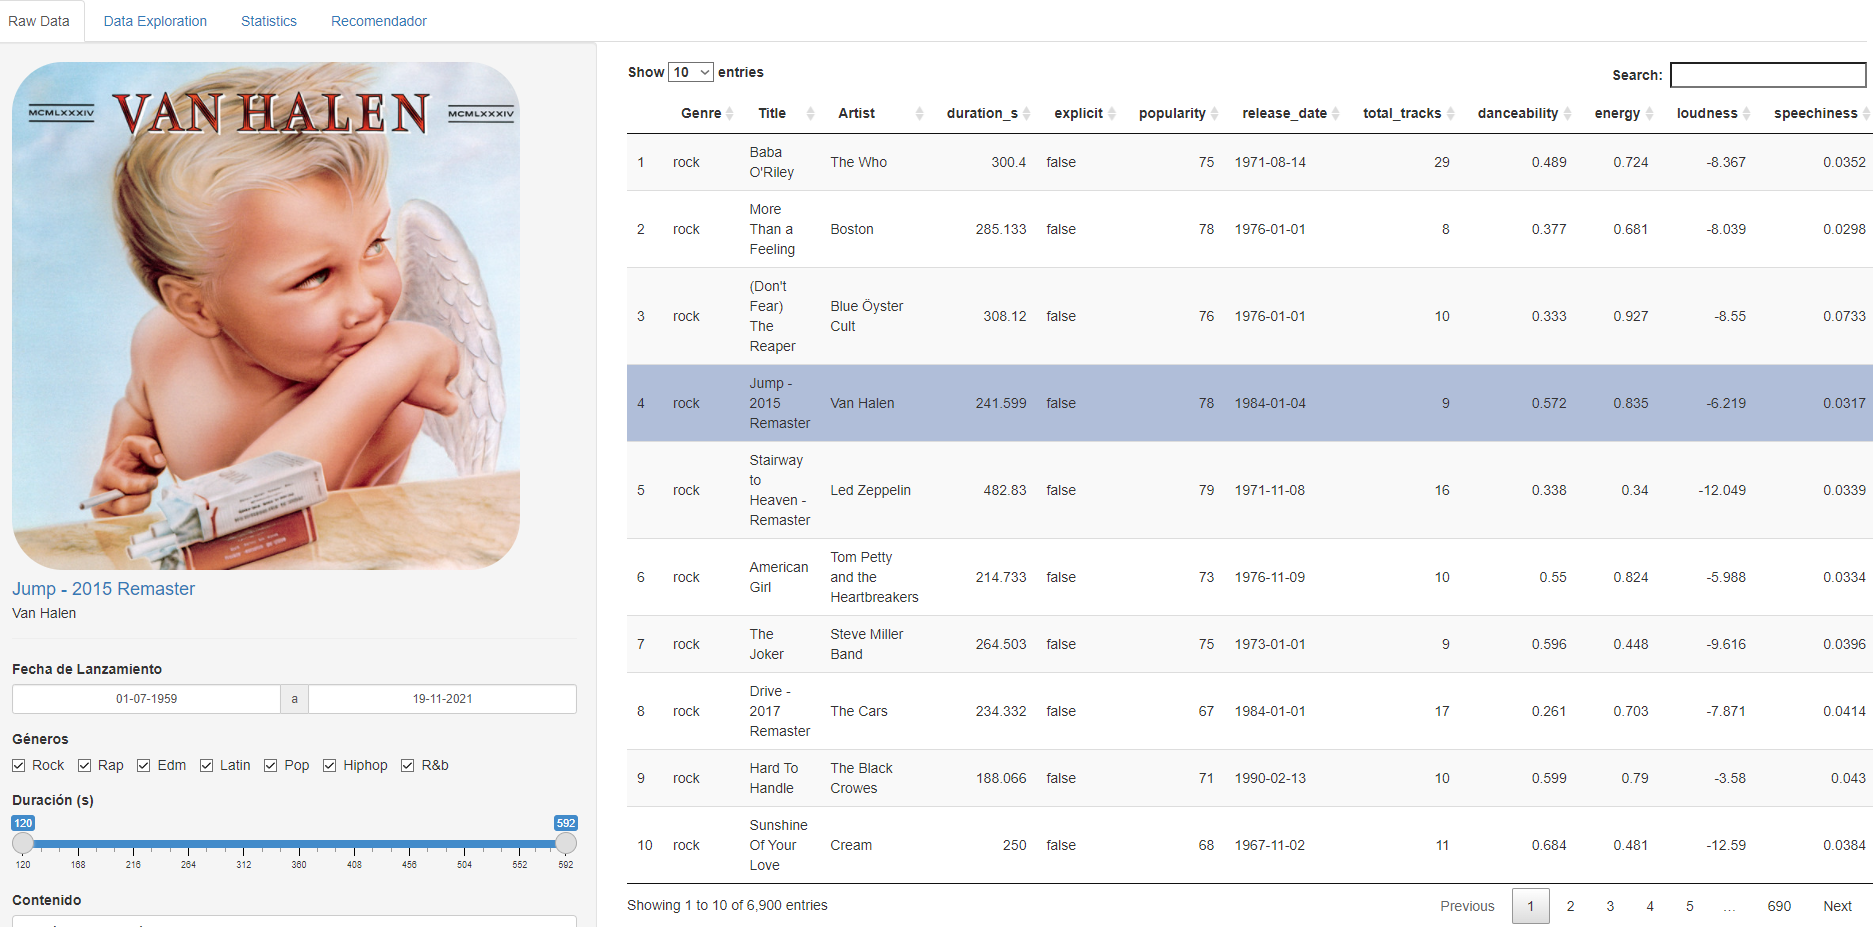 Raw Data Data Exploration Statistics Recomendador
MCMLXXXIV VAN HALEN MCMLXXXIV
Jump - 2015 Remaster
Van Halen
Fecha de Lanzamiento
01-07-1959 a 19-11-2021
Géneros
Rock Rap Edm Latin Pop Hiphop R&b
Duración (s)
120 592
120 168 216 264 312 360 408 456 504 552 592
Contenido
Show 10 entries
Search:
Genre Title Artist duration_s explicit popularity release_date total_tracks danceability energy loudness speechiness
1 rock Baba O'Riley The Who 300.4 false 75 1971-08-14 29 0.489 0.724 -8.367 0.0352
2 rock More Than a Feeling Boston 285.133 false 78 1976-01-01 8 0.377 0.681 -8.039 0.0298
3 rock (Don't Fear) The Reaper Blue Öyster Cult 308.12 false 76 1976-01-01 10 0.333 0.927 -8.55 0.0733
4 rock Jump - 2015 Remaster Van Halen 241.599 false 78 1984-01-04 9 0.572 0.835 -6.219 0.0317
5 rock Stairway to Heaven - Remaster Led Zeppelin 482.83 false 79 1971-11-08 16 0.338 0.34 -12.049 0.0339
6 rock American Girl Tom Petty and the Heartbreakers 214.733 false 73 1976-11-09 10 0.55 0.824 -5.988 0.0334
7 rock The Joker Steve Miller Band 264.503 false 75 1973-01-01 9 0.596 0.448 -9.616 0.0396
8 rock Drive - 2017 Remaster The Cars 234.332 false 67 1984-01-01 17 0.261 0.703 -7.871 0.0414
9 rock Hard To Handle The Black Crowes 188.066 false 71 1990-02-13 10 0.599 0.79 -3.58 0.043
10 rock Sunshine Of Your Love Cream 250 false 68 1967-11-02 11 0.684 0.481 -12.59 0.0384
Showing 1 to 10 of 6,900 entries
Previous 1 2 3 4 5 … 690 Next